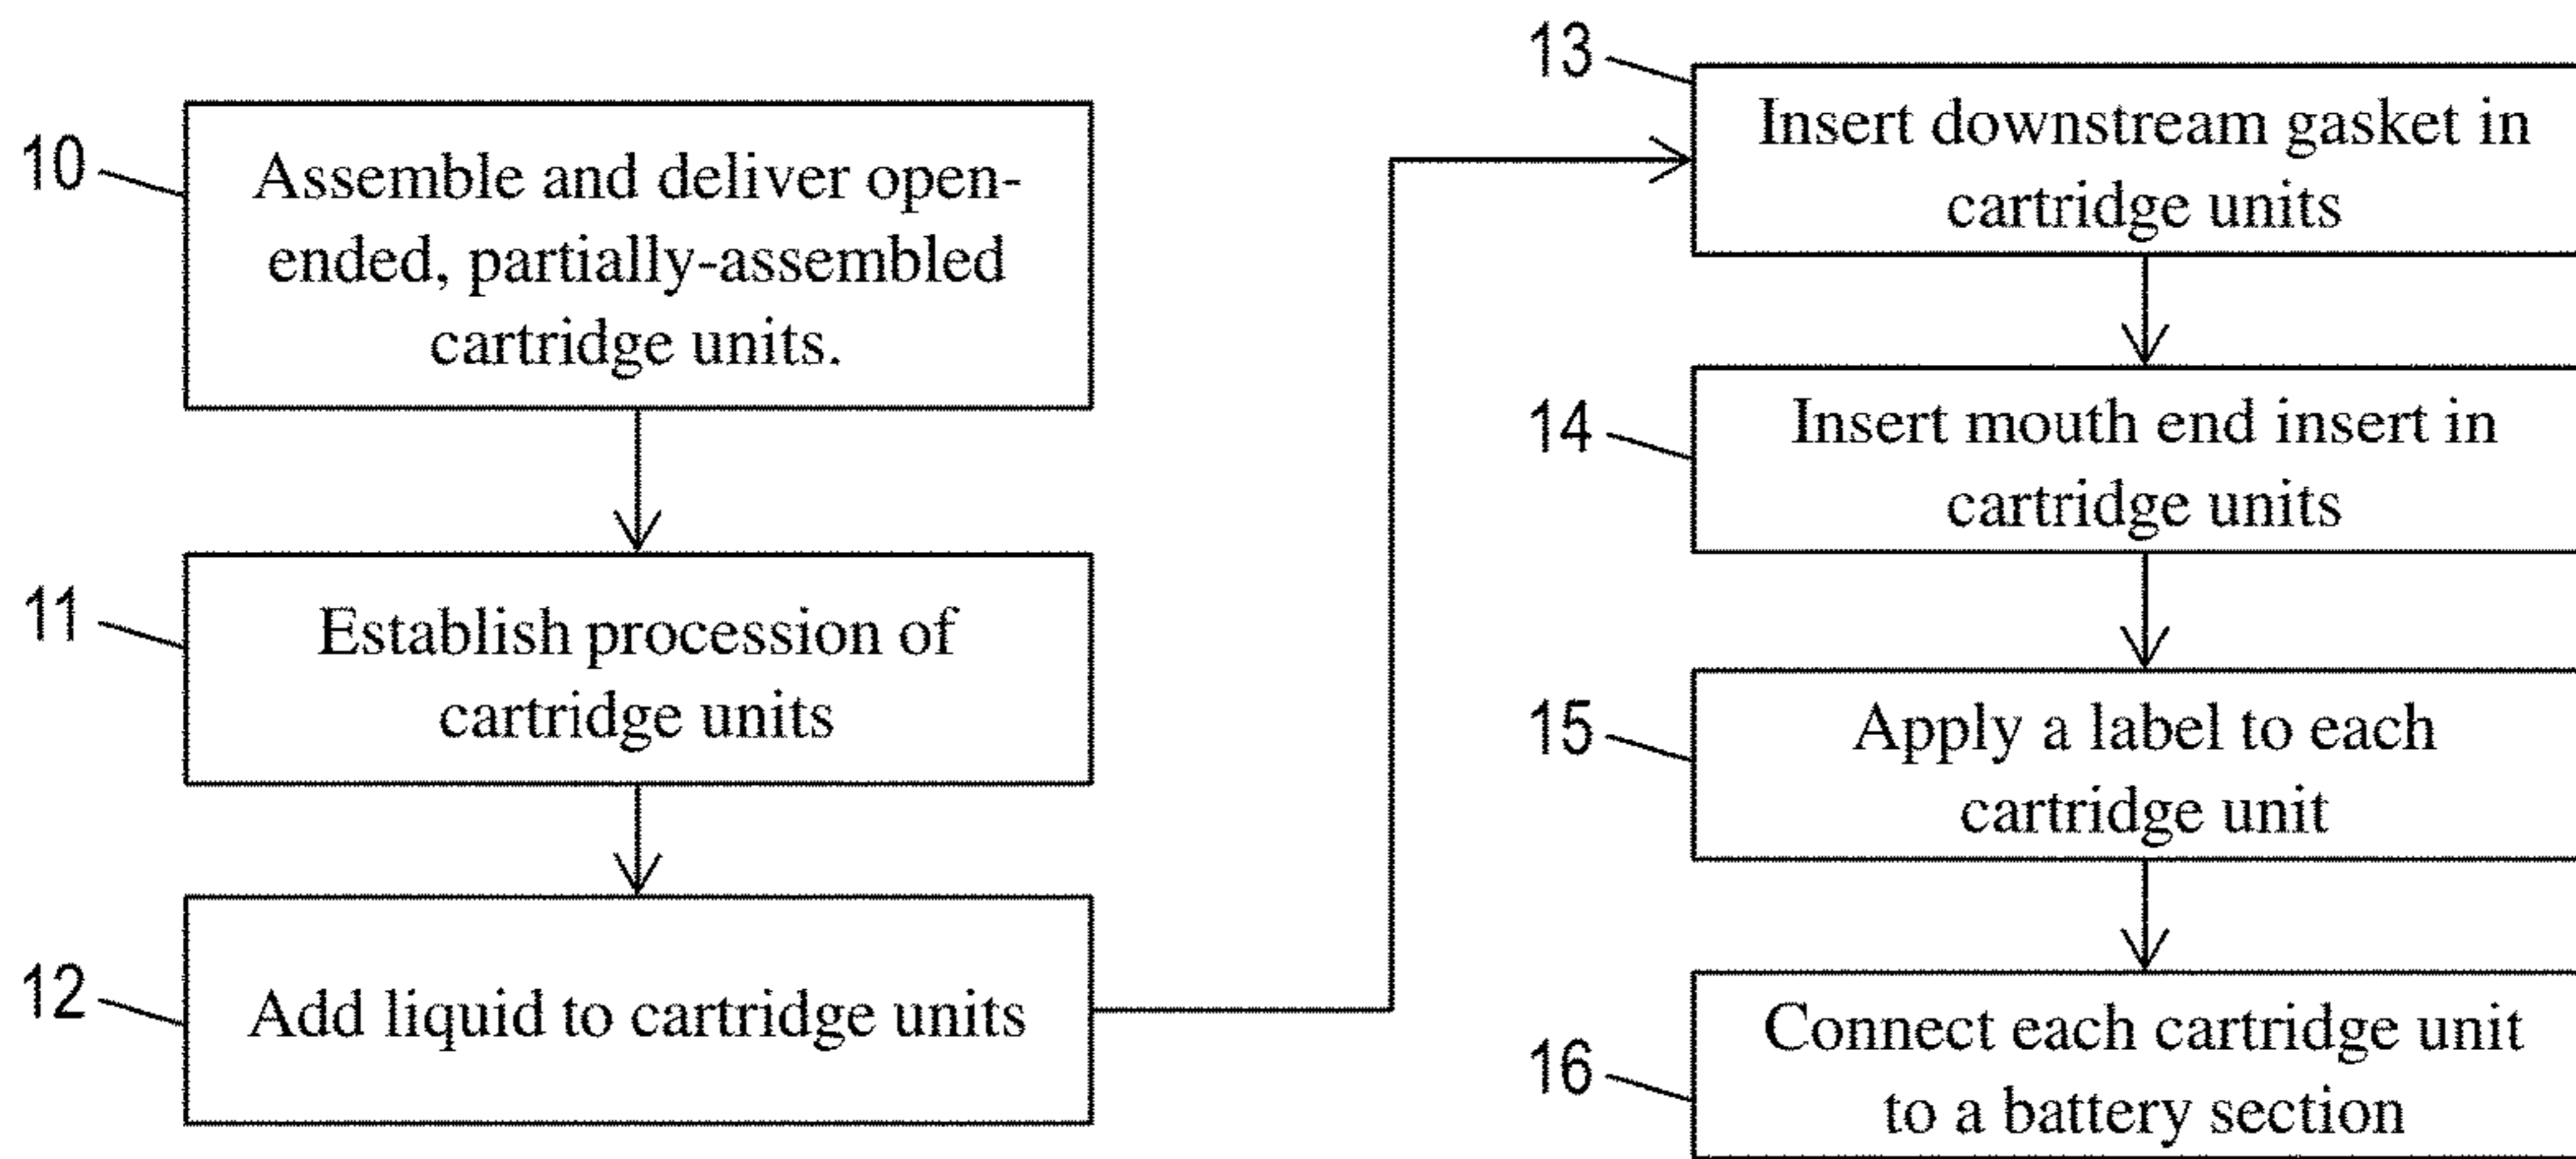 10
Assemble and deliver open-
ended, partially-assembled
cartridge units.
11
Establish procession of
cartridge units
12
Add liquid to cartridge units
13
Insert downstream gasket in
cartridge units
14
Insert mouth end insert in
cartridge units
15
Apply a label to each
cartridge unit
16
Connect each cartridge unit
to a battery section